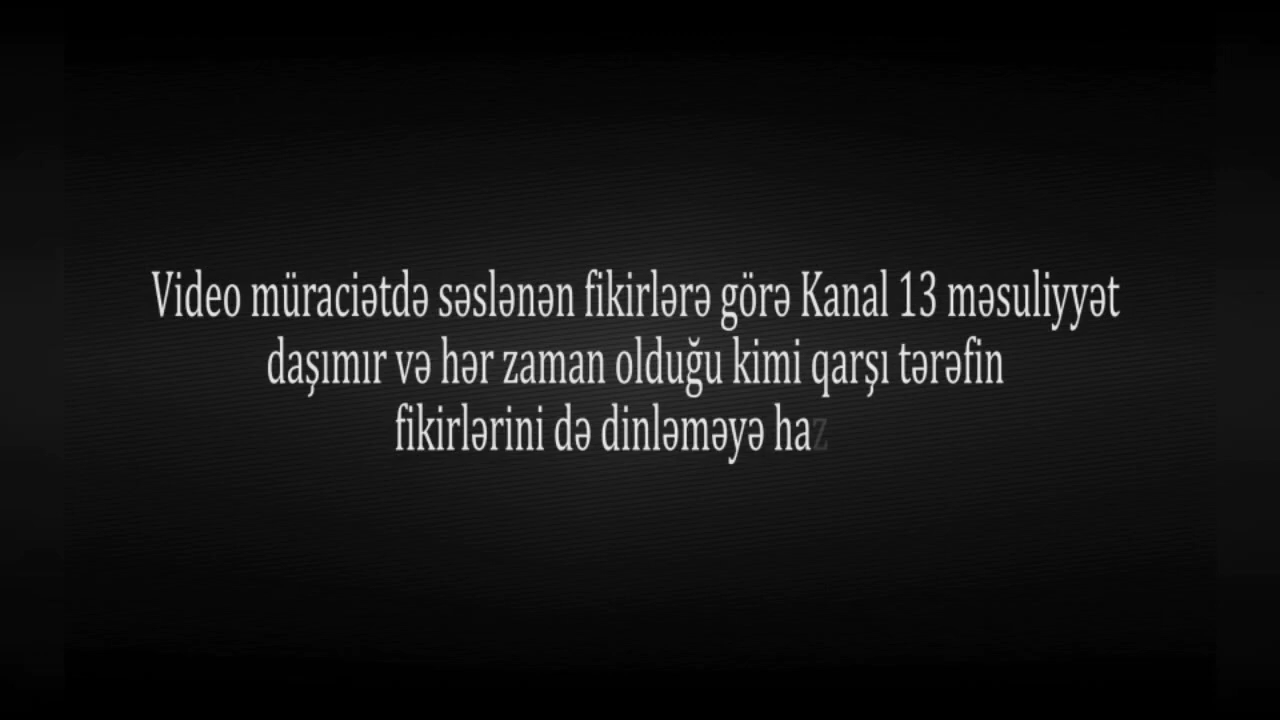 Video müraciətdə səslənən fikirlərə görə Kanal 13 məsuliyyət
daşımır və hər zaman olduğu kimi qarşı tərəfin
fikirlərini də dinləməyə haz